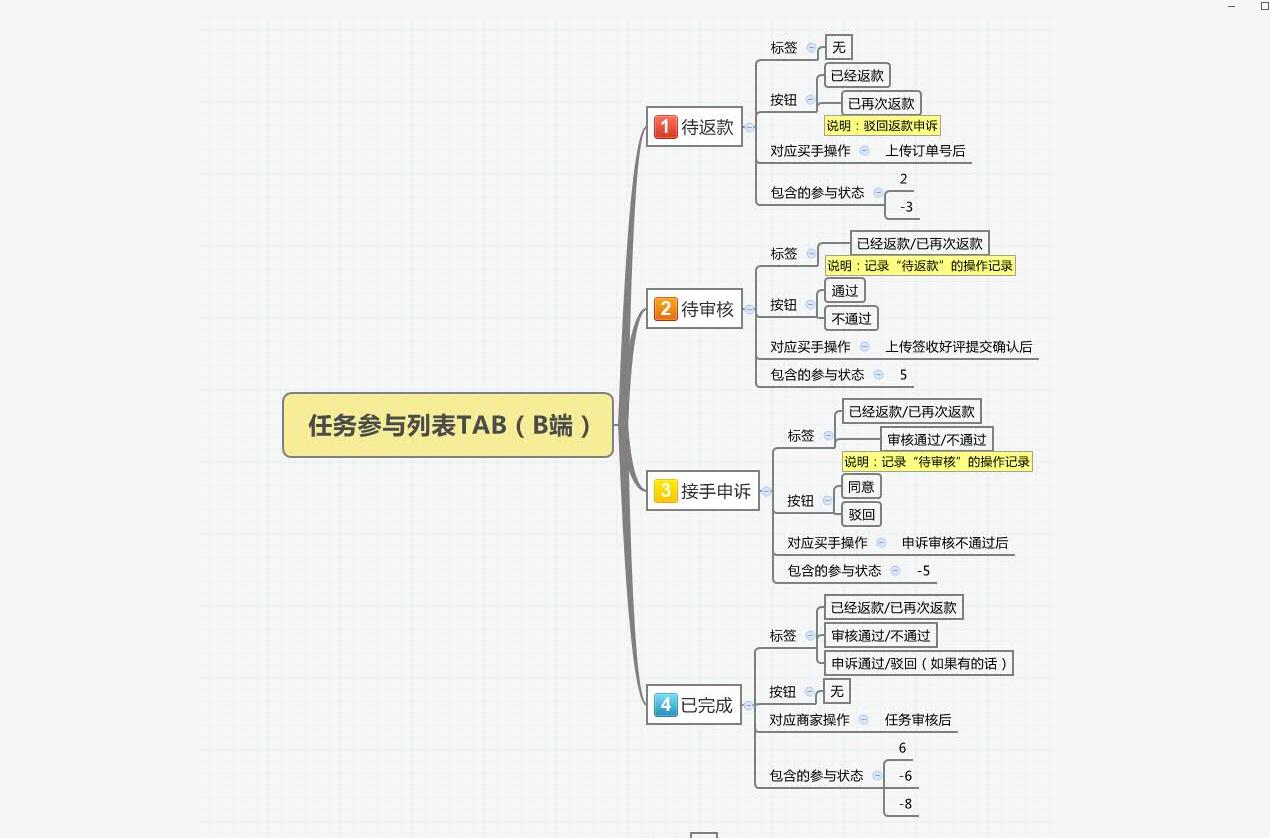 任务参与列表TAB（B端）
1 待返款
标签
无
按钮
已经返款
已再次返款
说明：驳回返款申诉
对应买手操作
上传订单号后
包含的参与状态
2
-3
2 待审核
标签
已经返款/已再次返款
说明：记录“待返款”的操作记录
按钮
通过
不通过
对应买手操作
上传签收好评提交确认后
包含的参与状态
5
3 接手申诉
标签
已经返款/已再次返款
审核通过/不通过
说明：记录“待审核”的操作记录
按钮
同意
驳回
对应买手操作
申诉审核不通过后
包含的参与状态
-5
4 已完成
标签
已经返款/已再次返款
审核通过/不通过
申诉通过/驳回（如果有的话）
按钮
无
对应商家操作
任务审核后
包含的参与状态
6
-6
-8